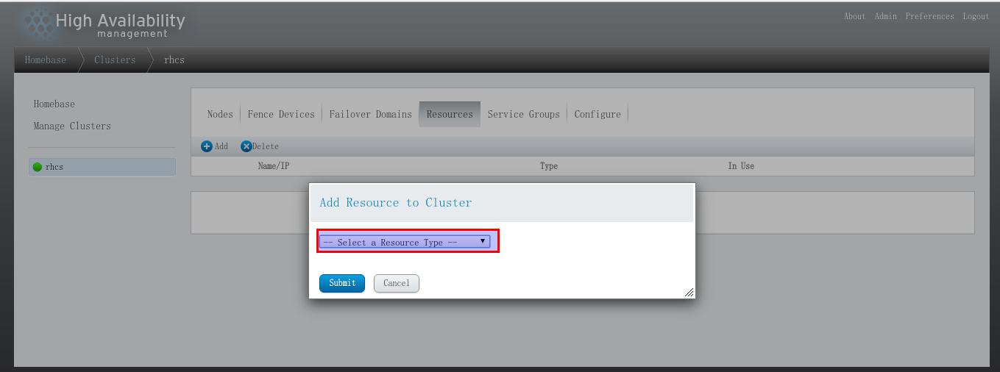 High Availability
management
About Admin Preferences Logout
Homebase Clusters rhcs
Homebase
Manage Clusters
rhcs
Nodes Fence Devices Failover Domains Resources Service Groups Configure
Add Delete
Name/IP Type In Use
Add Resource to Cluster
-- Select a Resource Type --
Submit Cancel